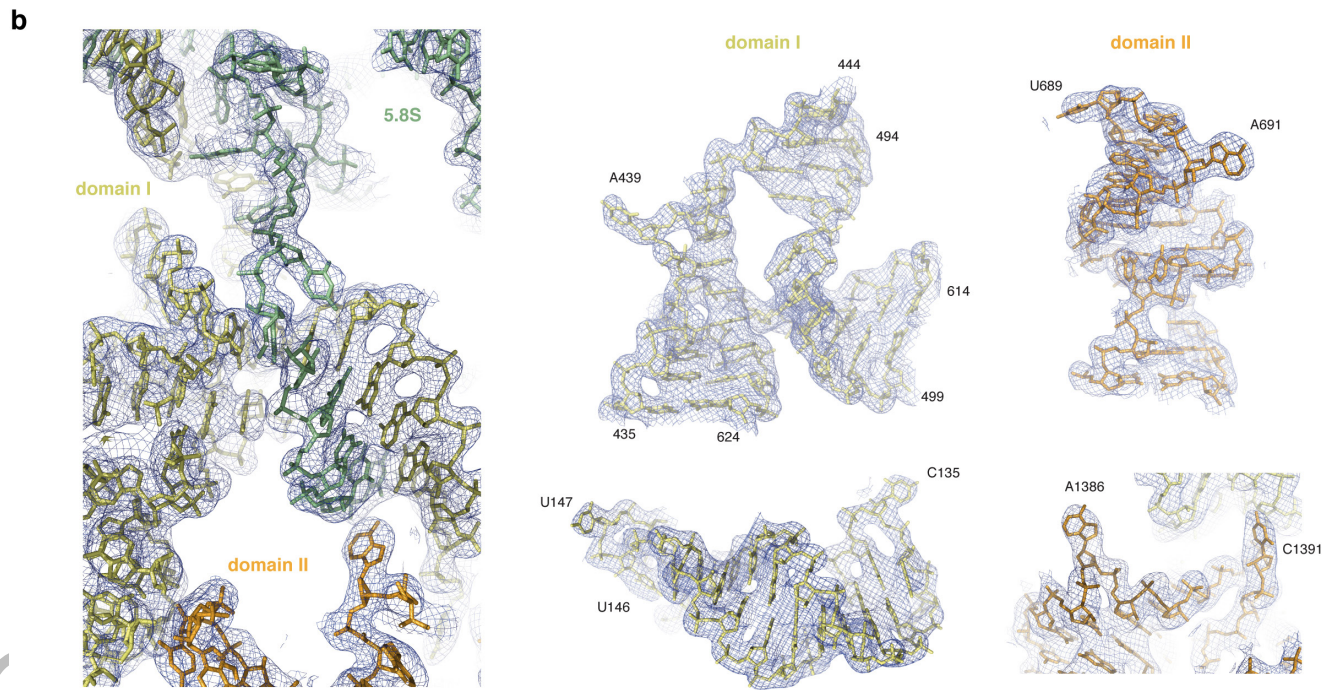 b
domain I
domain II
5.8S
domain I
domain II
444
494
A439
614
499
435
624
U689
A691
U147
C135
U146
A1386
C1391